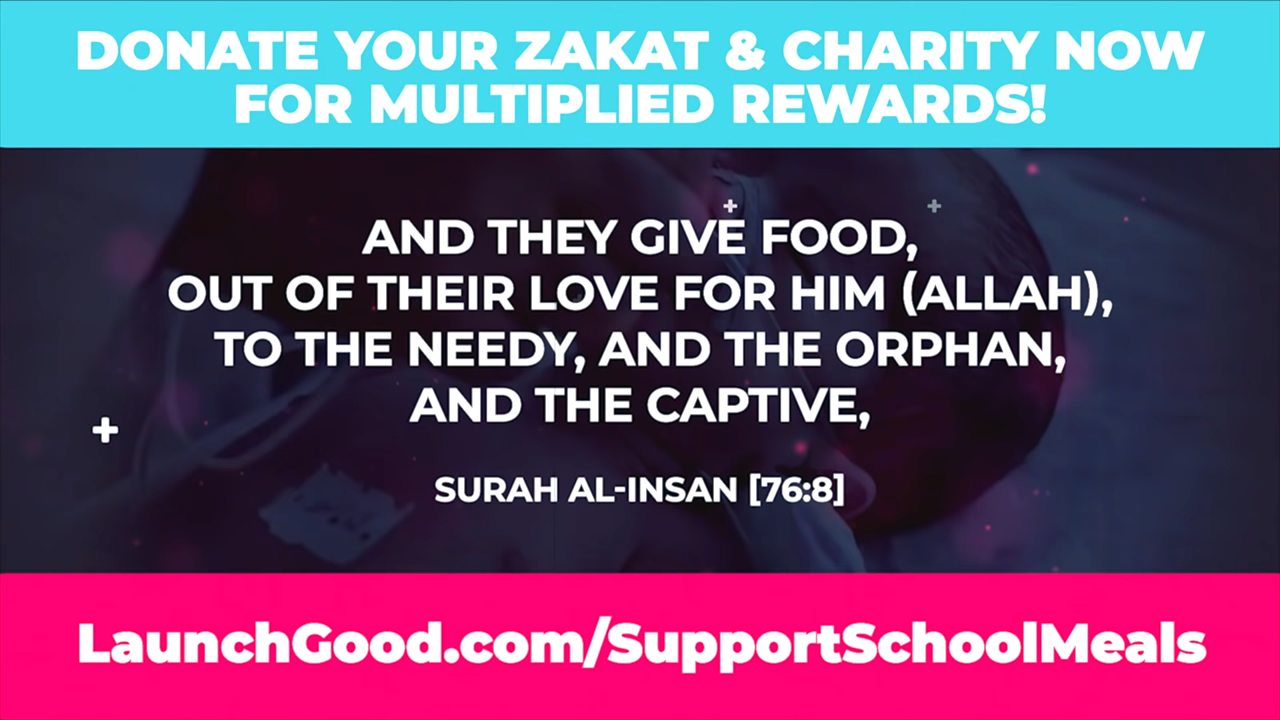 DONATE YOUR ZAKAT & CHARITY NOW
FOR MULTIPLIED REWARDS!
AND THEY GIVE FOOD,
OUT OF THEIR LOVE FOR HIM (ALLAH),
TO THE NEEDY, AND THE ORPHAN,
AND THE CAPTIVE,
SURAH AL-INSAN [76:8]
LaunchGood.com/SupportSchoolMeals